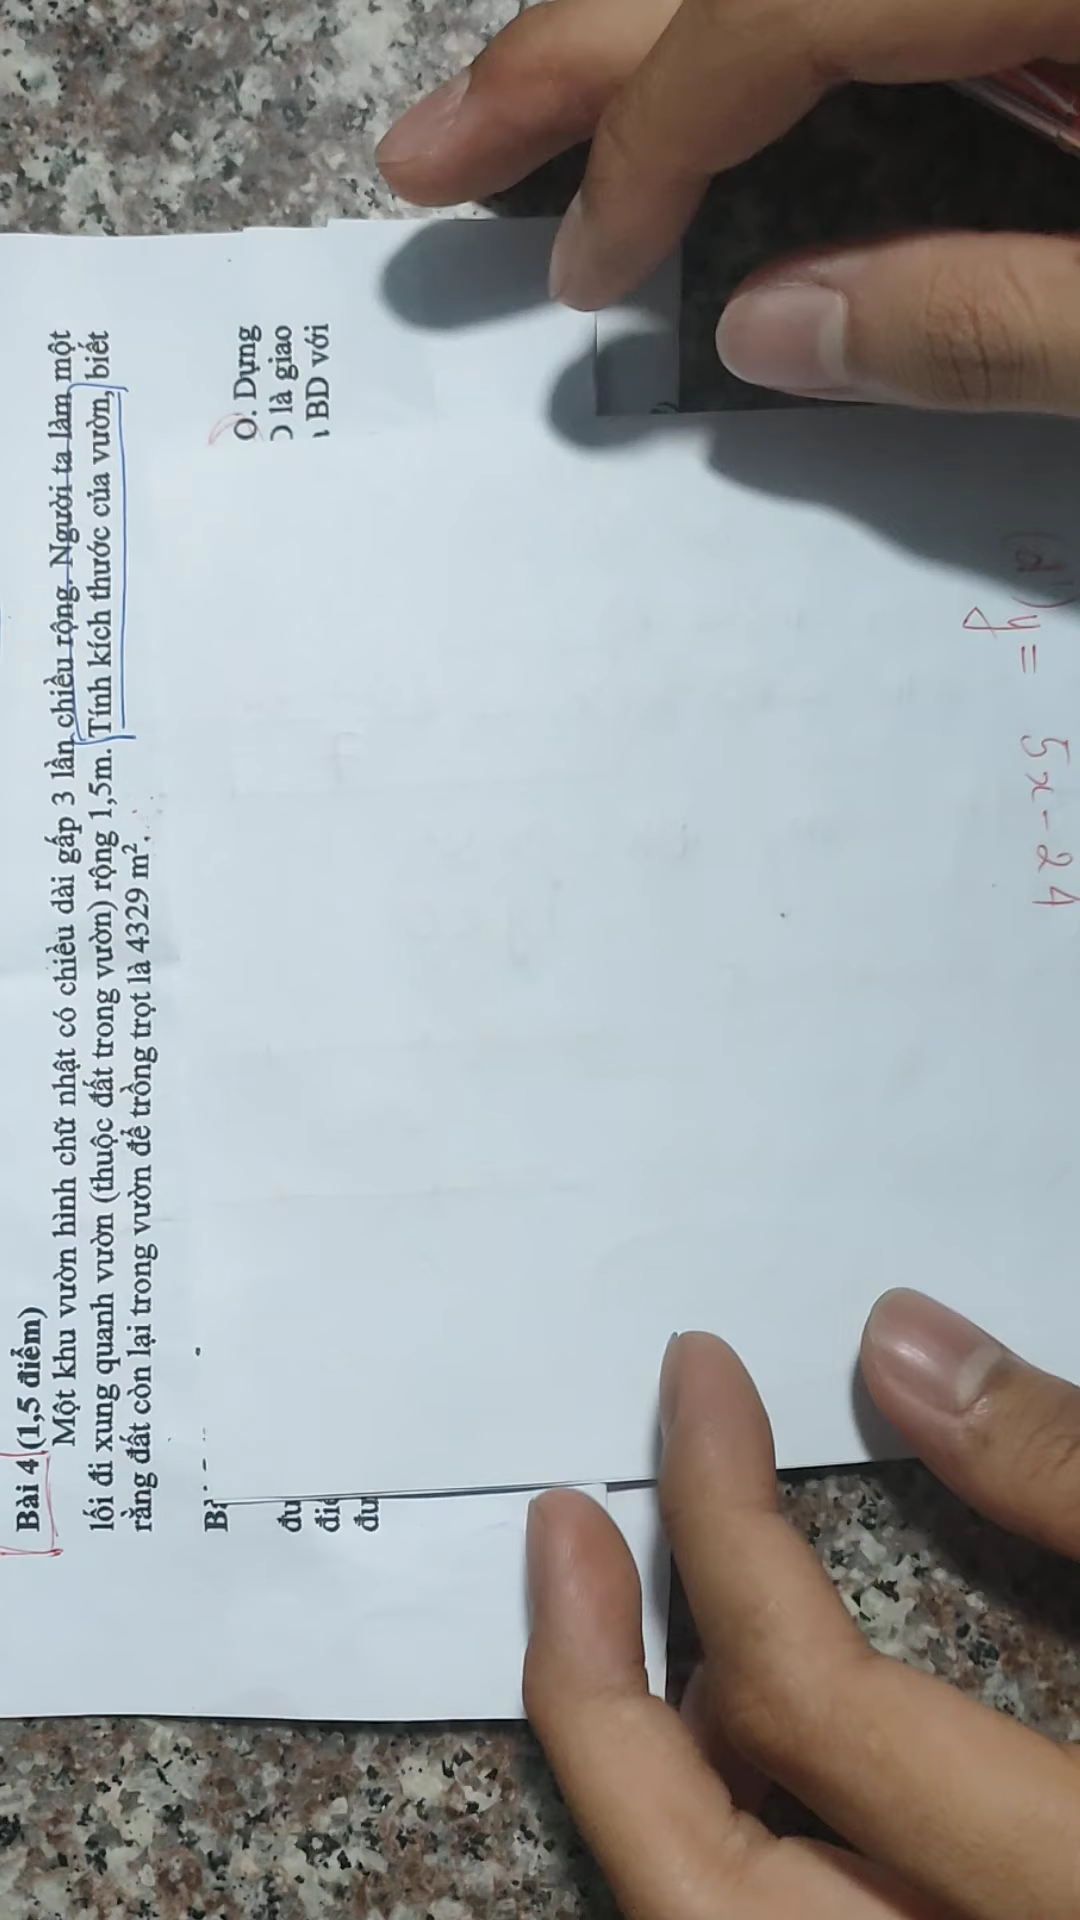 Bài 4 (1,5 điểm)
Một khu vườn hình chữ nhật có chiều dài gấp 3 lần chiều rộng. Người ta làm một
lối đi xung quanh vườn (thuộc đất trong vườn) rộng 1,5m. Tính kích thước của vườn, biết
rằng đất còn lại trong vườn để trồng trọt là 4329 m².
O. Dựng
là giao
BD với
(d') y = 5x - 24